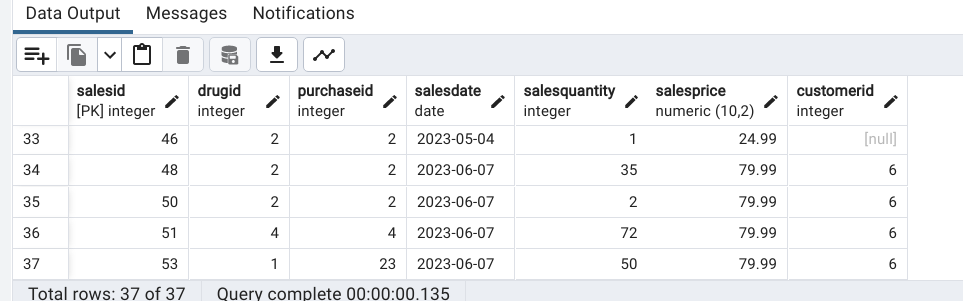 Data Output Messages Notifications
salesid drugid purchaseid salesdate salesquantity salesprice customerid
[PK] integer integer integer date integer numeric (10,2) integer
33 46 2 2 2023-05-04 1 24.99 [null]
34 48 2 2 2023-06-07 35 79.99 6
35 50 2 2 2023-06-07 2 79.99 6
36 51 4 4 2023-06-07 72 79.99 6
37 53 1 23 2023-06-07 50 79.99 6
Total rows: 37 of 37 Query complete 00:00:00.135